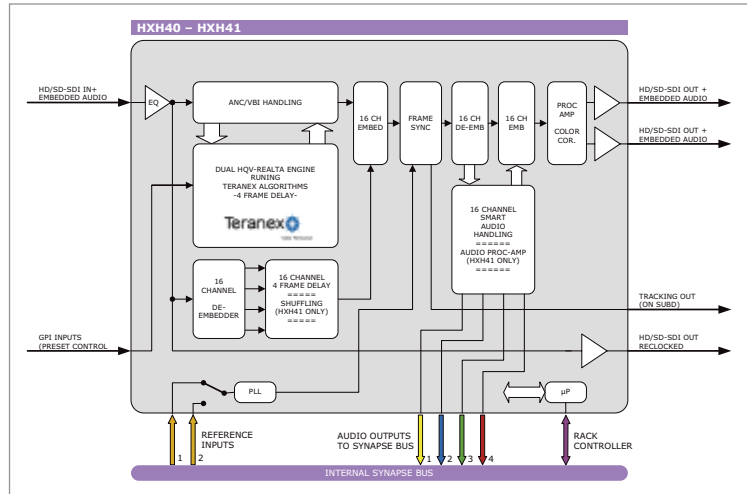 HXH40 – HXH41
HD/SD-SDI IN+
EMBEDDED AUDIO
EQ
ANC/VBI HANDLING
16 CH
EMBED
FRAME
SYNC
16 CH
DE-EMB
16 CH
EMB
PROC
AMP
COLOR
COR.
HD/SD-SDI OUT +
EMBEDDED AUDIO
HD/SD-SDI OUT +
EMBEDDED AUDIO
DUAL HQV-REALTA ENGINE
RUNING
TERANEX ALGORITHMS
-4 FRAME DELAY-
Teranex
16 CHANNEL
SMART
AUDIO
HANDLING
======
AUDIO PROC-AMP
(HXH41 ONLY)
======
16
CHANNEL
DE-
EMBEDDER
16 CHANNEL
4 FRAME DELAY
=====
SHUFFLING
(HXH41 ONLY)
=====
TRACKING OUT
(ON SUBD)
GPI INPUTS
(PRESET CONTROL
HD/SD-SDI OUT
RECLOCKED
PLL
µP
REFERENCE
INPUTS
1 2
AUDIO OUTPUTS
TO SYNAPSE BUS
1 2 3 4
RACK
CONTROLLER
INTERNAL SYNAPSE BUS